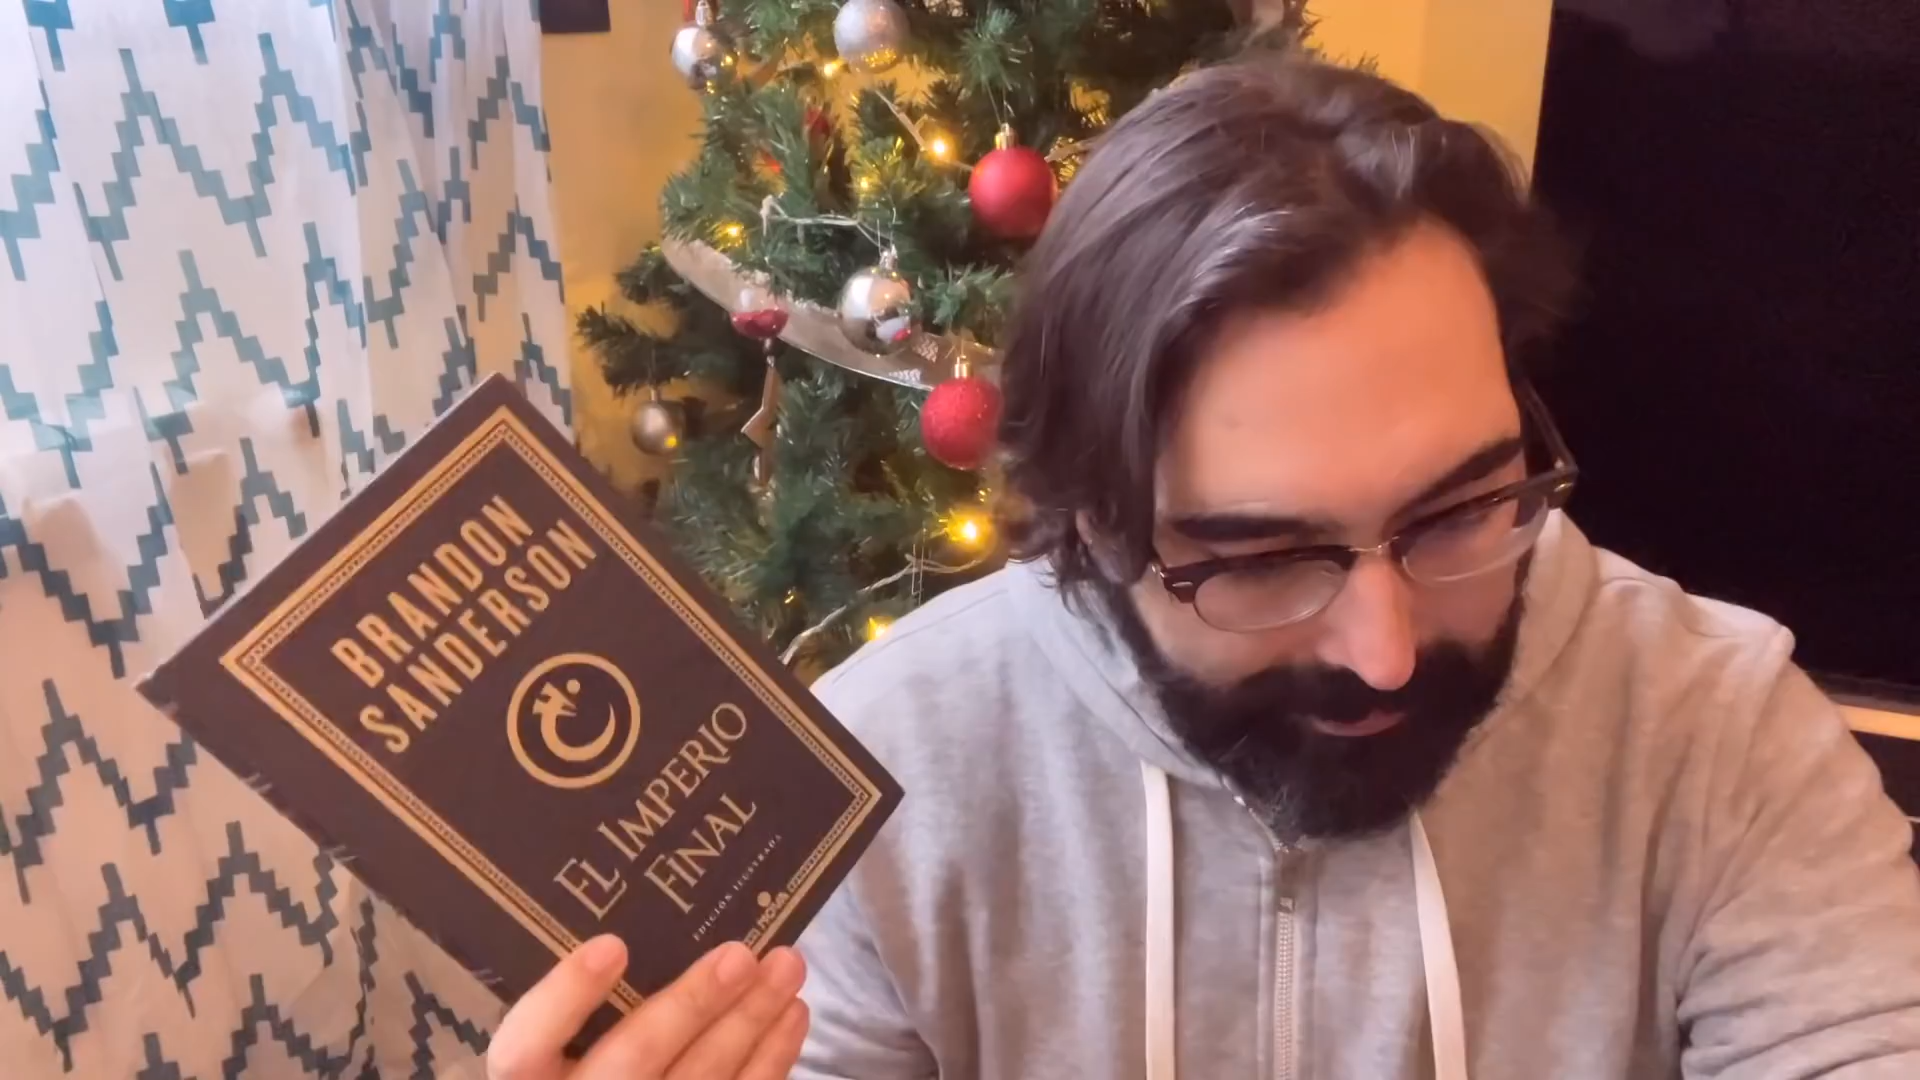 BRANDON
SANDERSON
EL IMPERIO
FINAL
EDICIÓN ILUSTRADA
NOVA